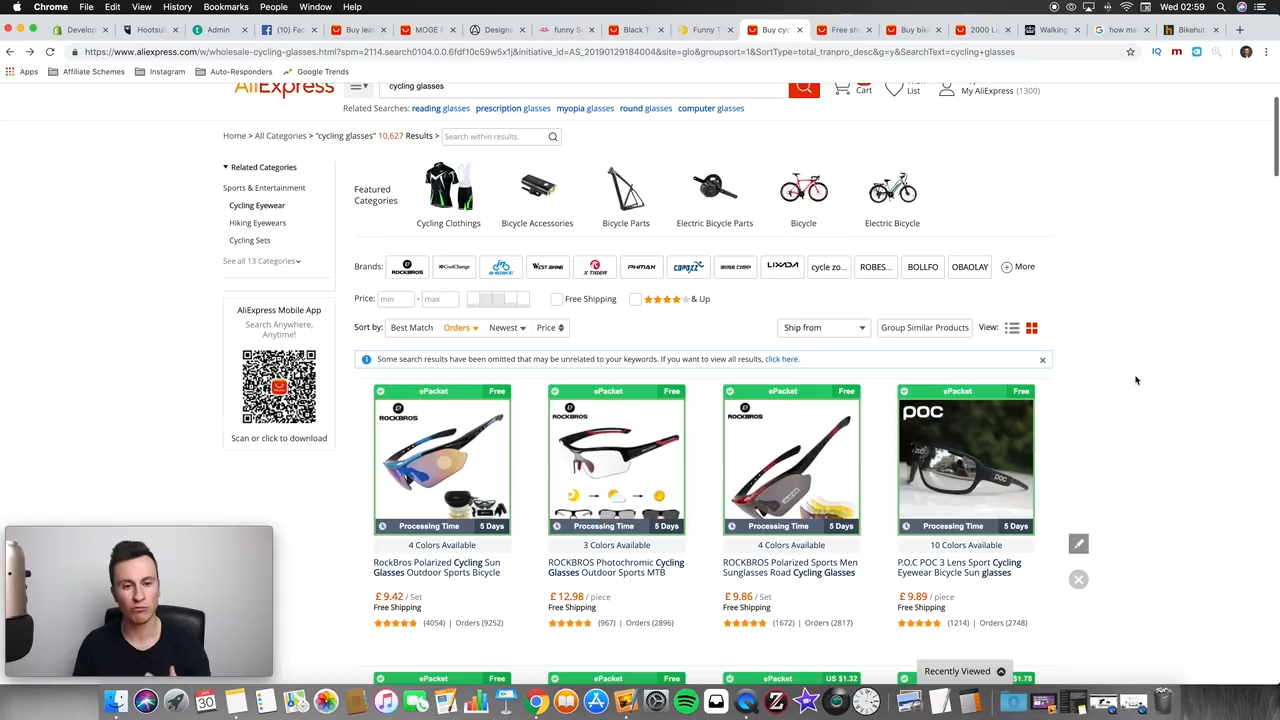 Chrome File Edit View History Bookmarks People Window Help
Wed 02:59
Develop
Hootsuit
Admin
(10) Fac
Buy leat
MOGE F
Designe
funny S
Black T
Funny T
Buy cyc
Free sh
Buy bik
2000 L
Walking
how ma
Bikehut
https://www.aliexpress.com/w/wholesale-cycling-glasses.html?spm=2114.search0104.0.0.6fdf10c59w5x1j&initiative_id=AS_20190129184004&site=glo&groupsort=1&SortType=total_tranpro_desc&g=y&SearchText=cycling+glasses
Apps Affiliate Schemes Instagram Auto-Responders Google Trends
AliExpress
cycling glasses
Cart
List
My AliExpress (1300)
Related Searches: reading glasses prescription glasses myopia glasses round glasses computer glasses
Home > All Categories > "cycling glasses" 10,627 Results >
Search within results.
Related Categories
Sports & Entertainment
Cycling Eyewear
Hiking Eyewears
Cycling Sets
See all 13 Categories
AliExpress Mobile App
Search Anywhere,
Anytime!
Scan or click to download
Featured
Categories
Cycling Clothings
Bicycle Accessories
Bicycle Parts
Electric Bicycle Parts
Bicycle
Electric Bicycle
Brands:
ROCKBROS
CoolChange
WEST BIKING
X-TIGER
PHMAX
COPOZZ
LIXADA
cycle zo...
ROBES...
BOLLFO
OBAOLAY
More
Price: min - max
Free Shipping
& Up
Sort by: Best Match Orders Newest Price
Ship from
Group Similar Products
View:
Some search results have been omitted that may be unrelated to your keywords. If you want to view all results, click here.
ePacket Free
ROCKBROS
Processing Time 5 Days
4 Colors Available
RockBros Polarized Cycling Sun
Glasses Outdoor Sports Bicycle
£ 9.42 / Set
Free Shipping
(4054) | Orders (9252)
ePacket Free
ROCKBROS
Processing Time 5 Days
3 Colors Available
ROCKBROS Photochromic Cycling
Glasses Outdoor Sports MTB
£ 12.98 / piece
Free Shipping
(967) | Orders (2896)
ePacket Free
ROCKBROS
Processing Time 5 Days
4 Colors Available
ROCKBROS Polarized Sports Men
Sunglasses Road Cycling Glasses
£ 9.86 / Set
Free Shipping
(1672) | Orders (2817)
ePacket Free
POC
POC
Processing Time 5 Days
10 Colors Available
P.O.C POC 3 Lens Sport Cycling
Eyewear Bicycle Sun glasses
£ 9.89 / piece
Free Shipping
(1214) | Orders (2748)
Recently Viewed
ePacket Free
ePacket Free
ePacket US $1.32
ePacket
$1.78